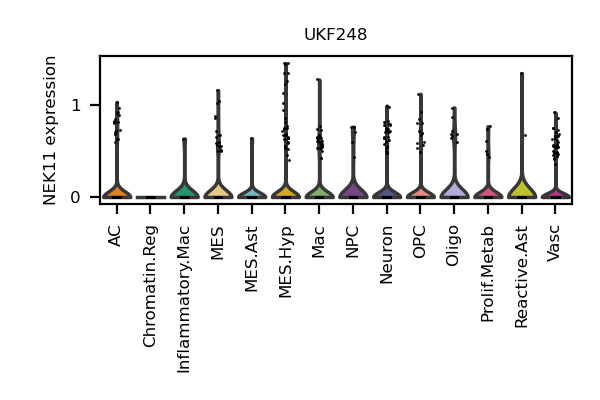 UKF248
NEK11 expression
1
0
AC
Chromatin.Reg
Inflammatory.Mac
MES
MES.Ast
MES.Hyp
Mac
NPC
Neuron
OPC
Oligo
Prolif.Metab
Reactive.Ast
Vasc